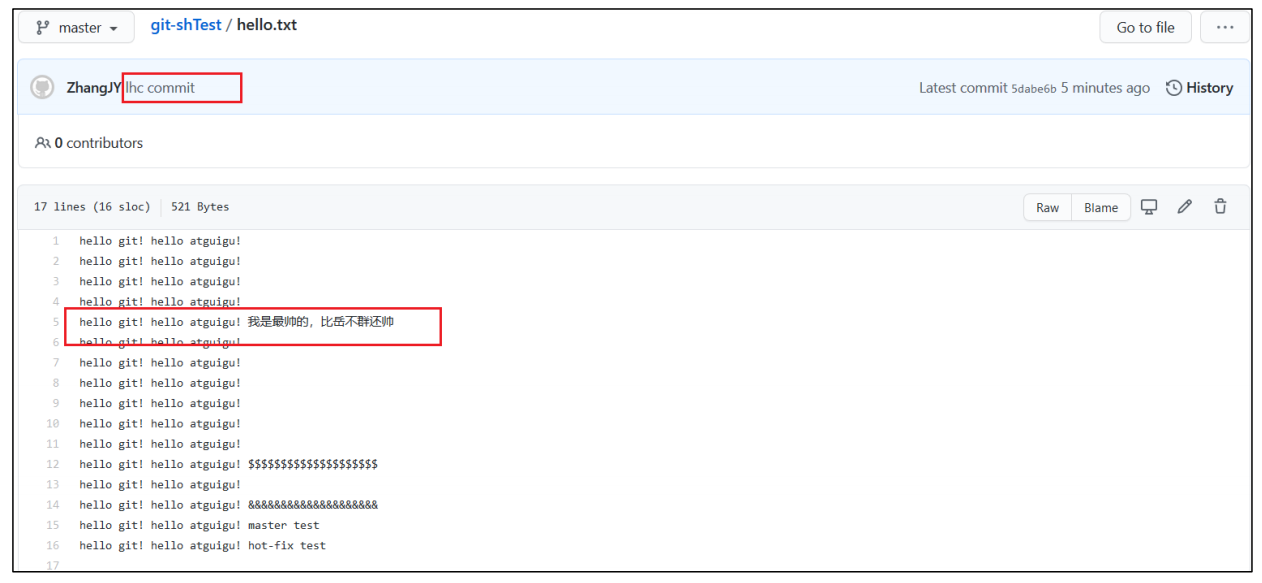 master git-shTest / hello.txt Go to file ...
ZhangJY lhc commit Latest commit 5dabe6b 5 minutes ago History
0 contributors
17 lines (16 sloc) 521 Bytes Raw Blame
1 hello git! hello atguigu!
2 hello git! hello atguigu!
3 hello git! hello atguigu!
4 hello git! hello atguigu!
5 hello git! hello atguigu! 我是最帅的，比岳不群还帅
6 hello git! hello atguigu!
7 hello git! hello atguigu!
8 hello git! hello atguigu!
9 hello git! hello atguigu!
10 hello git! hello atguigu!
11 hello git! hello atguigu!
12 hello git! hello atguigu! $$$$$$$$$$$$$$$$$$$$
13 hello git! hello atguigu!
14 hello git! hello atguigu! &&&&&&&&&&&&&&&&&&&&
15 hello git! hello atguigu! master test
16 hello git! hello atguigu! hot-fix test
17